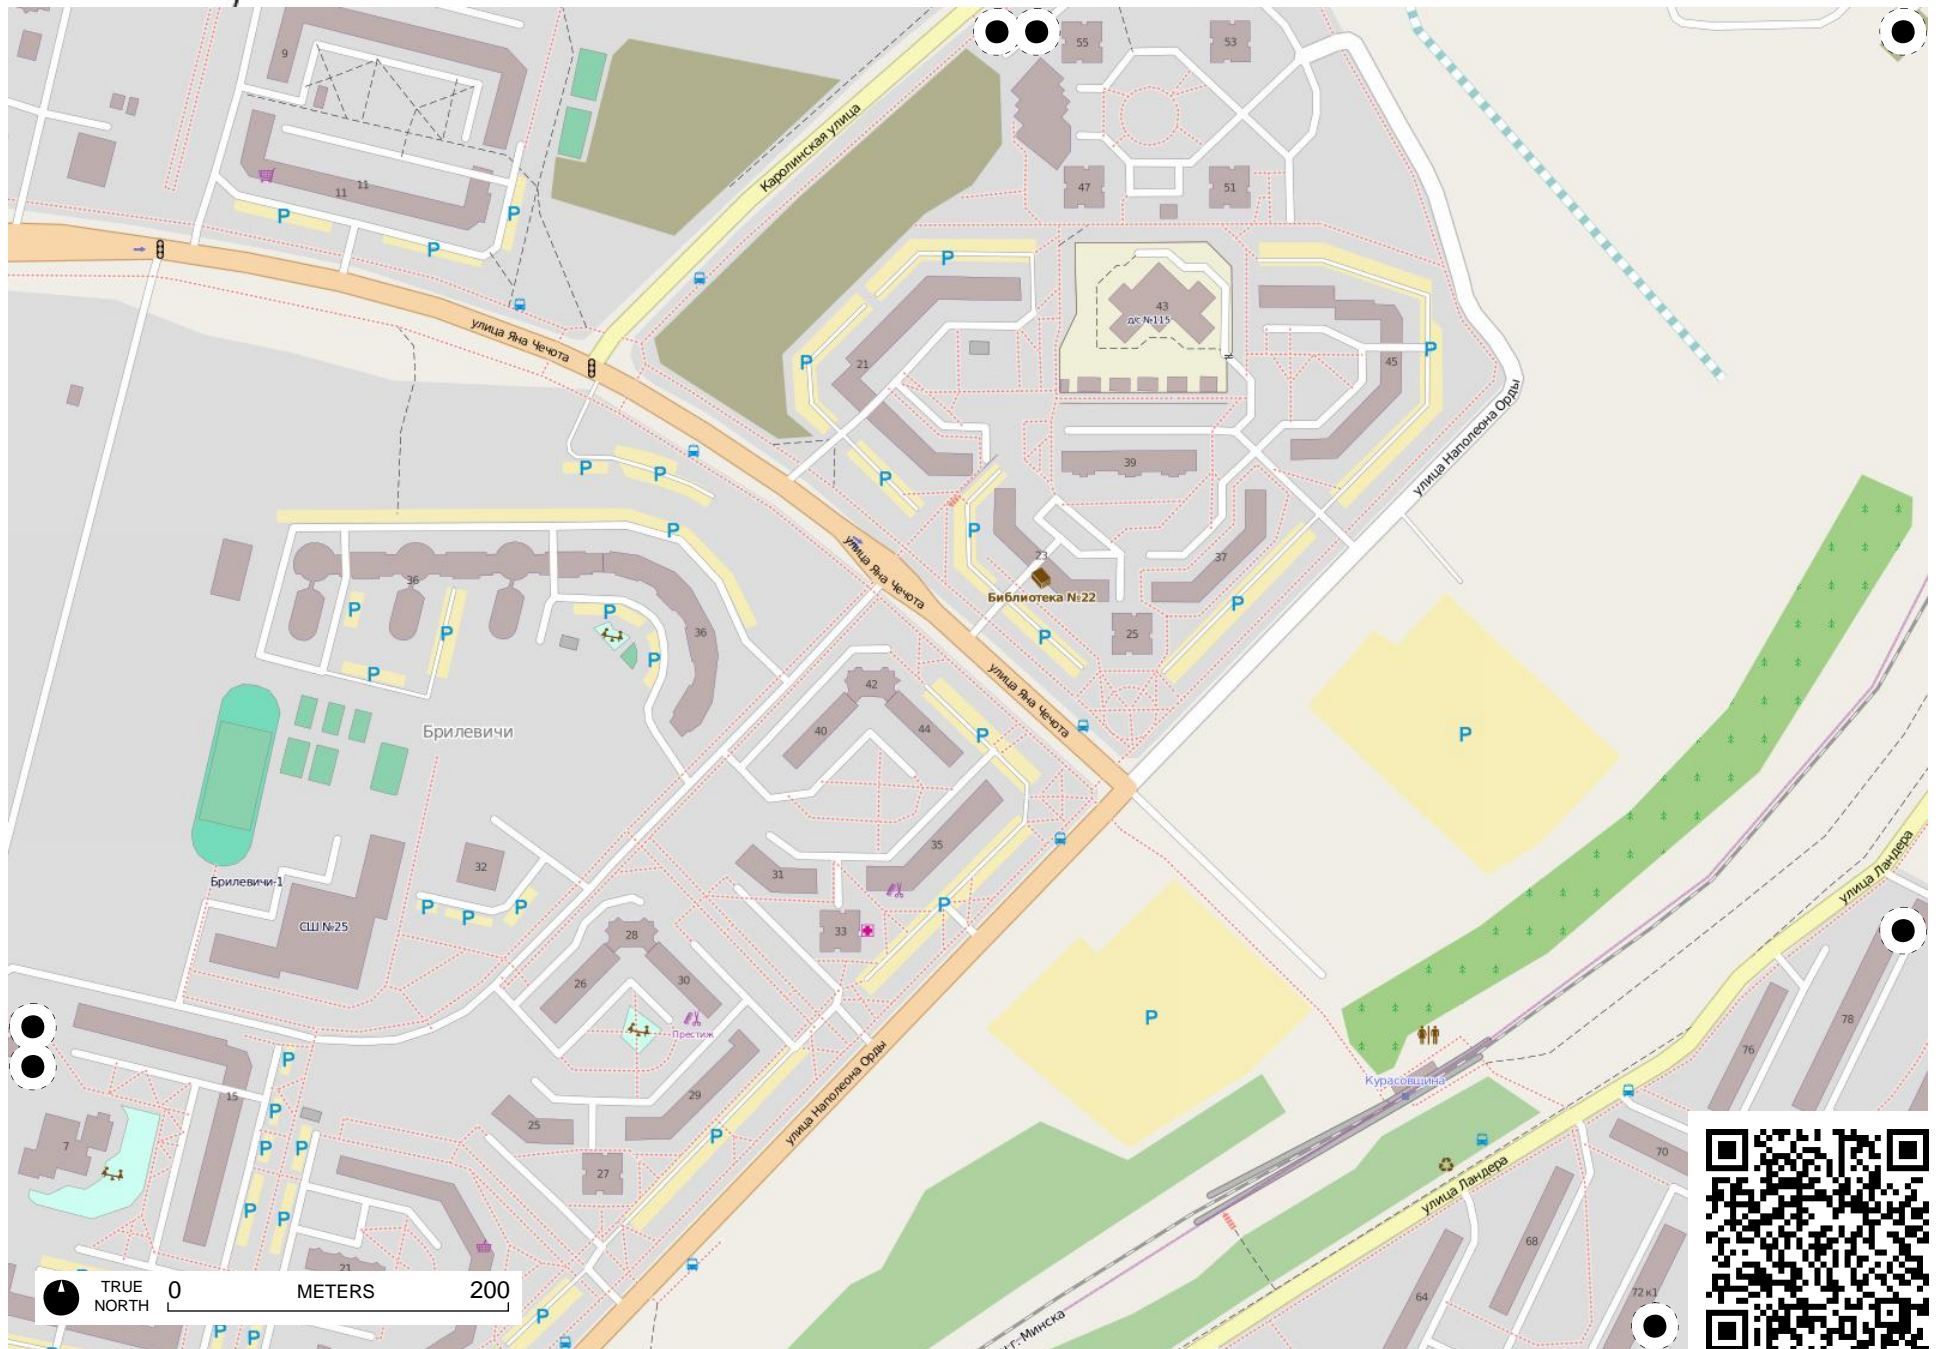 55
53
9
Каролинская улица
11
11
47
51
P
P
P
P
43
д/с №115
улица Яна Чечота
21
P
P
45
улица Наполеона Орды
P
P
P
39
P
P
улица Яна Чечота
23
37
36
P
P
P
Библиотека №22
P
P
25
36
P
P
улица Яна Чечота
42
Брилевичи
40
44
P
P
35
31
32
Брилевичи-1
P
P
P
P
СШ №25
33
28
26
30
P
Престиж
улица Ландера
78
76
Курасовщина
P
15
P
29
25
P
P
P
улица Наполеона Орды
7
27
70
улица Ландера
P
P
68
21
TRUE NORTH
0 METERS 200
64
72 к1
P
P
P
г. Минска